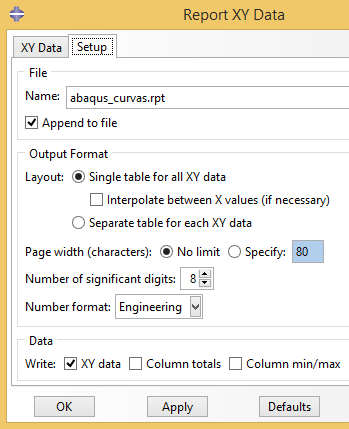 Report XY Data
XY Data Setup
File
Name: abaqus_curvas.rpt
Append to file
Output Format
Layout: Single table for all XY data
Interpolate between X values (if necessary)
Separate table for each XY data
Page width (characters): No limit Specify: 80
Number of significant digits: 8
Number format: Engineering
Data
Write: XY data Column totals Column min/max
OK Apply Defaults